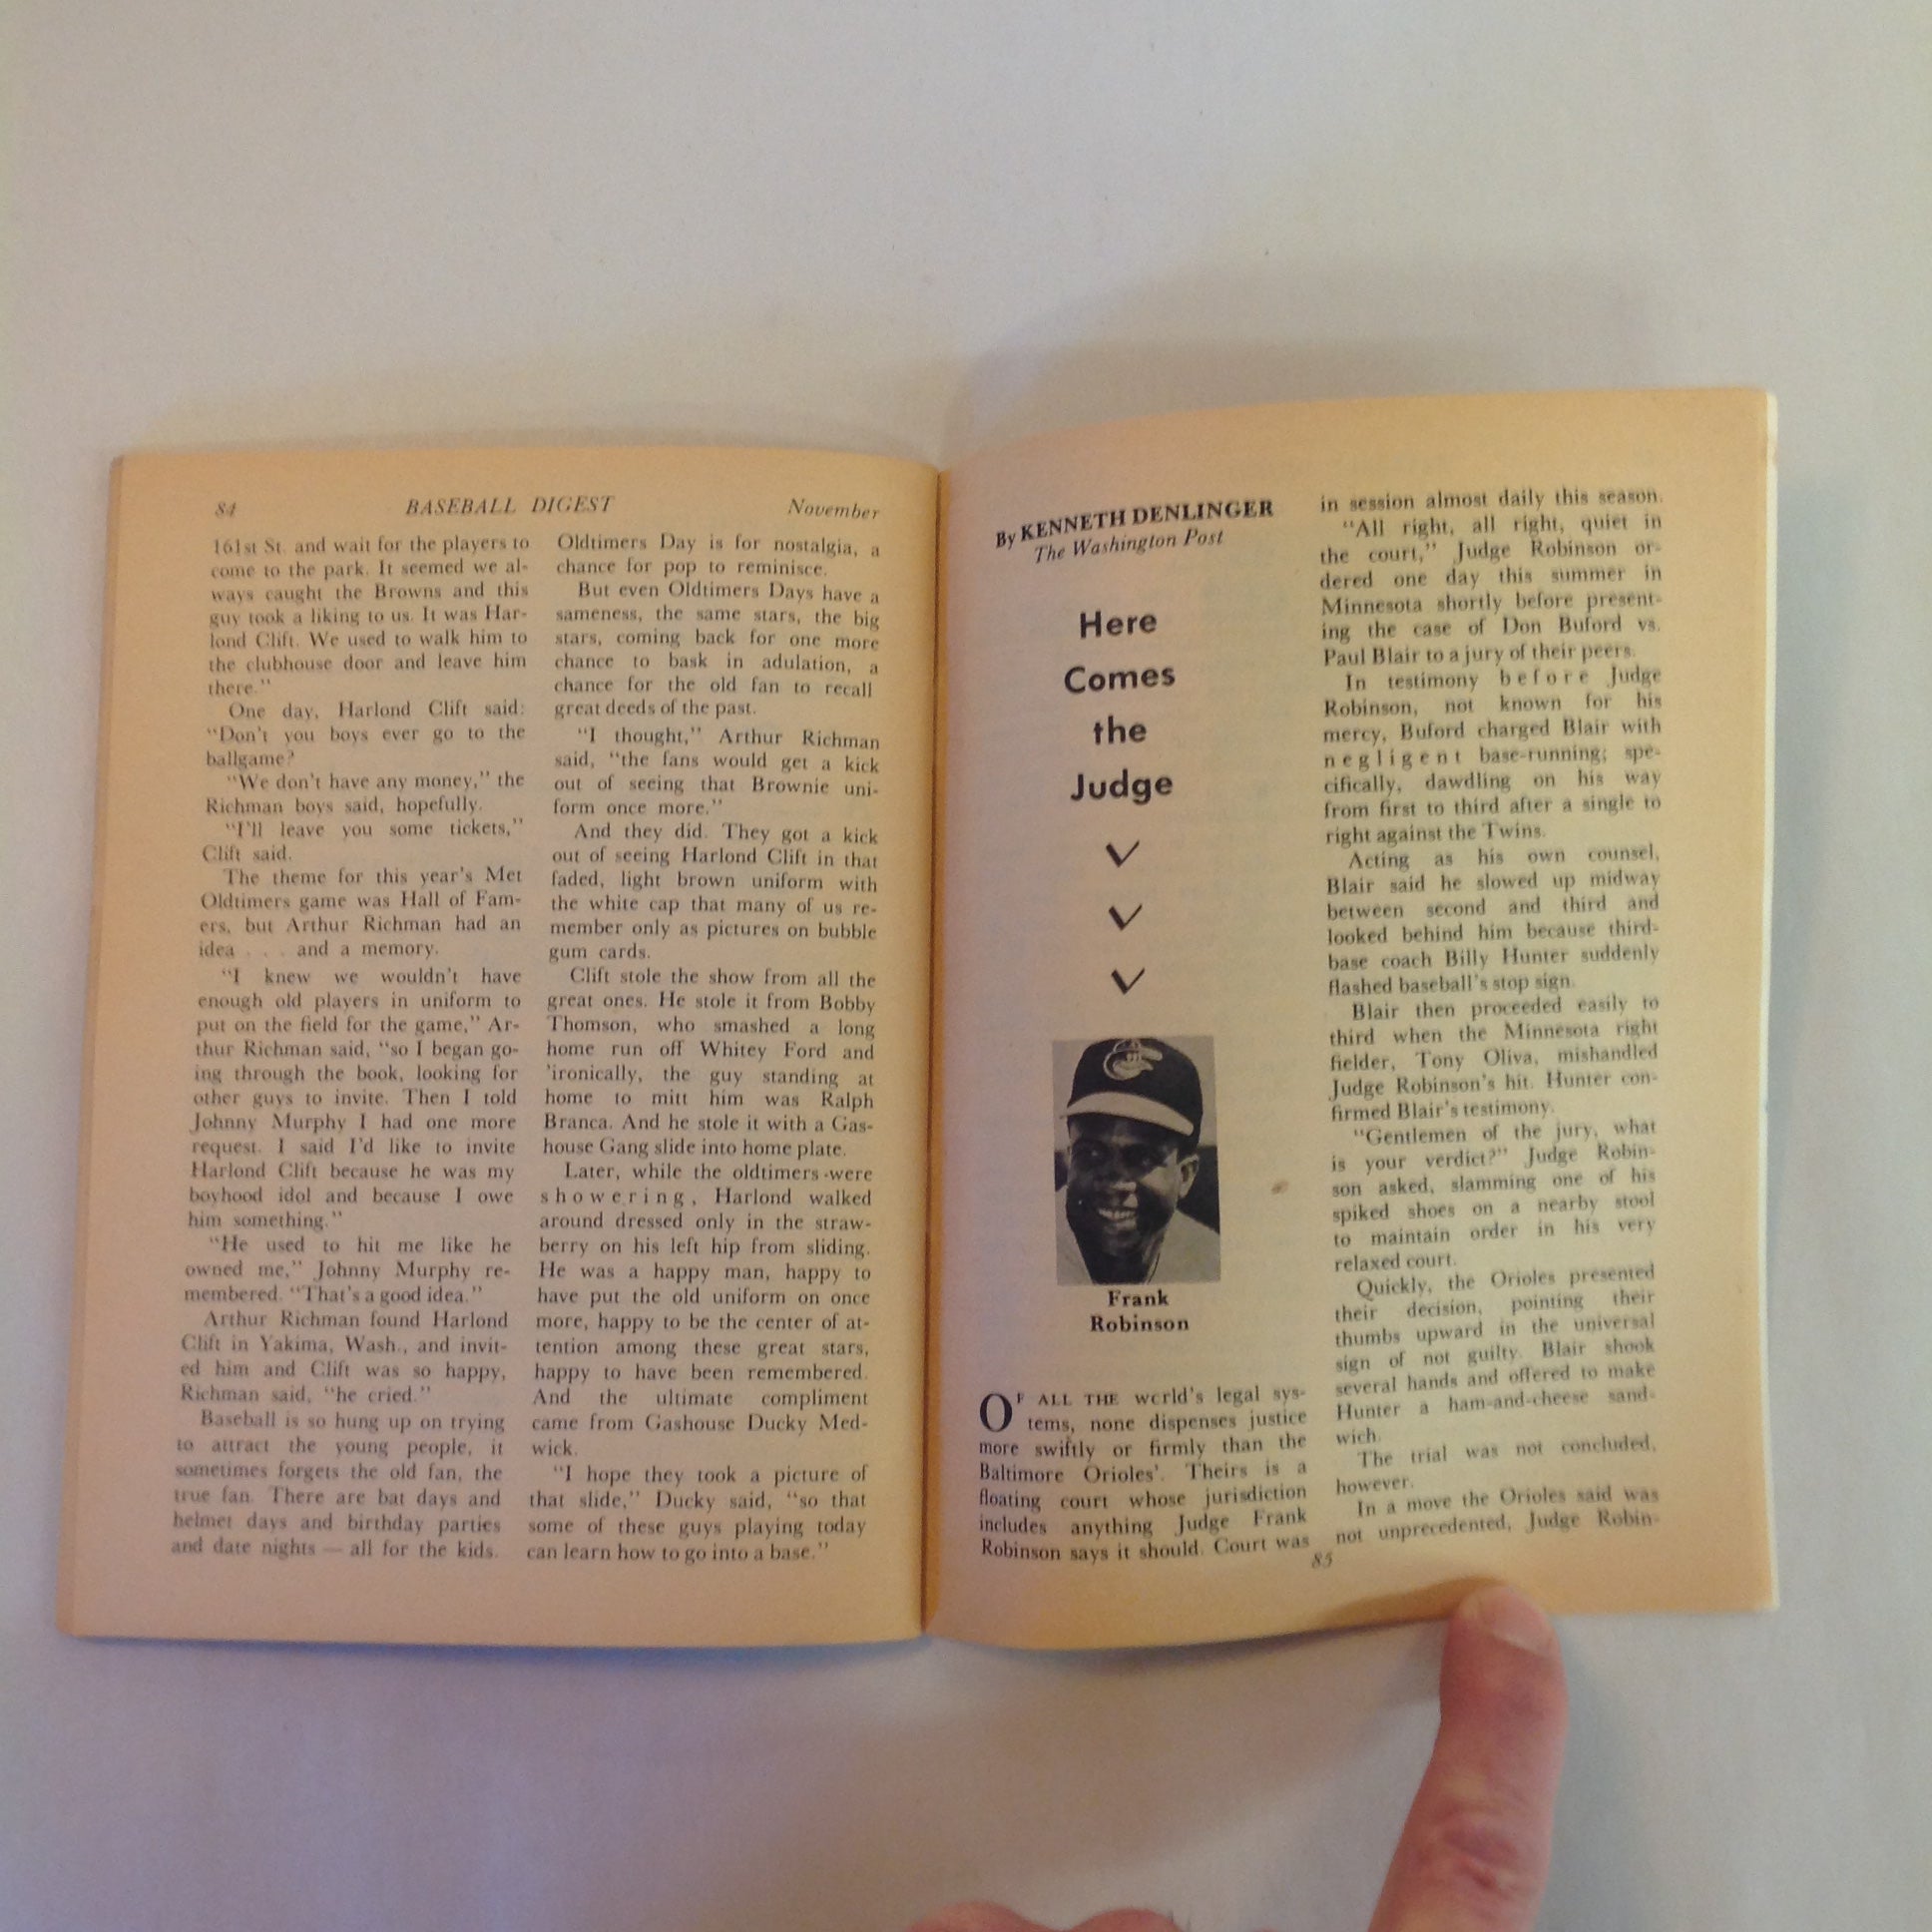 84
BASEBALL DIGEST
November
161st St. and wait for the players to
come to the park. It seemed we al-
ways caught the Browns and this
guy took a liking to us. It was Har-
lond Clift. We used to walk him to
the clubhouse door and leave him
there."
One day, Harlond Clift said:
"Don't you boys ever go to the
ballgame?
"We don't have any money," the
Richman boys said, hopefully.
"I'll leave you some tickets,"
Clift said.
The theme for this year's Met
Oldtimers game was Hall of Fam-
ers, but Arthur Richman had an
idea . . . and a memory.
"I knew we wouldn't have
enough old players in uniform to
put on the field for the game," Ar-
thur Richman said, "so I began go-
ing through the book, looking for
other guys to invite. Then I told
Johnny Murphy I had one more
request. I said I'd like to invite
Harlond Clift because he was my
boyhood idol and because I owe
him something."
"He used to hit me like he
owned me," Johnny Murphy re-
membered. "That's a good idea."
Arthur Richman found Harlond
Clift in Yakima, Wash., and invit-
ed him and Clift was so happy,
Richman said, "he cried."
Baseball is so hung up on trying
to attract the young people, it
sometimes forgets the old fan, the
true fan. There are bat days and
helmet days and birthday parties
and date nights — all for the kids.
Oldtimers Day is for nostalgia, a
chance for pop to reminisce.
But even Oldtimers Days have a
sameness, the same stars, the big
stars, coming back for one more
chance to bask in adulation, a
chance for the old fan to recall
great deeds of the past.
"I thought," Arthur Richman
said, "the fans would get a kick
out of seeing that Brownie uni-
form once more."
And they did. They got a kick
out of seeing Harlond Clift in that
faded, light brown uniform with
the white cap that many of us re-
member only as pictures on bubble
gum cards.
Clift stole the show from all the
great ones. He stole it from Bobby
Thomson, who smashed a long
home run off Whitey Ford and
'ironically, the guy standing at
home to mitt him was Ralph
Branca. And he stole it with a Gas-
house Gang slide into home plate.
Later, while the oldtimers were
showering, Harlond walked
around dressed only in the straw-
berry on his left hip from sliding.
He was a happy man, happy to
have put the old uniform on once
more, happy to be the center of at-
tention among these great stars,
happy to have been remembered.
And the ultimate compliment
came from Gashouse Ducky Med-
wick.
"I hope they took a picture of
that slide," Ducky said, "so that
some of these guys playing today
can learn how to go into a base."
By KENNETH DENLINGER
The Washington Post
Here
Comes
the
Judge
Frank
Robinson
OF ALL THE world's legal sys-
tems, none dispenses justice
more swiftly or firmly than the
Baltimore Orioles'. Theirs is a
floating court whose jurisdiction
includes anything Judge Frank
Robinson says it should. Court was
in session almost daily this season.
"All right, all right, quiet in
the court," Judge Robinson or-
dered one day this summer in
Minnesota shortly before present-
ing the case of Don Buford vs.
Paul Blair to a jury of their peers.
In testimony before Judge
Robinson, not known for his
mercy, Buford charged Blair with
negligent base-running; spe-
cifically, dawdling on his way
from first to third after a single to
right against the Twins.
Acting as his own counsel,
Blair said he slowed up midway
between second and third and
looked behind him because third-
base coach Billy Hunter suddenly
flashed baseball's stop sign.
Blair then proceeded easily to
third when the Minnesota right
fielder, Tony Oliva, mishandled
Judge Robinson's hit. Hunter con-
firmed Blair's testimony.
"Gentlemen of the jury, what
is your verdict?" Judge Robin-
son asked, slamming one of his
spiked shoes on a nearby stool
to maintain order in his very
relaxed court.
Quickly, the Orioles presented
their decision, pointing their
thumbs upward in the universal
sign of not guilty. Blair shook
several hands and offered to make
Hunter a ham-and-cheese sand-
wich.
The trial was not concluded,
however.
In a move the Orioles said was
not unprecedented, Judge Robin-
85